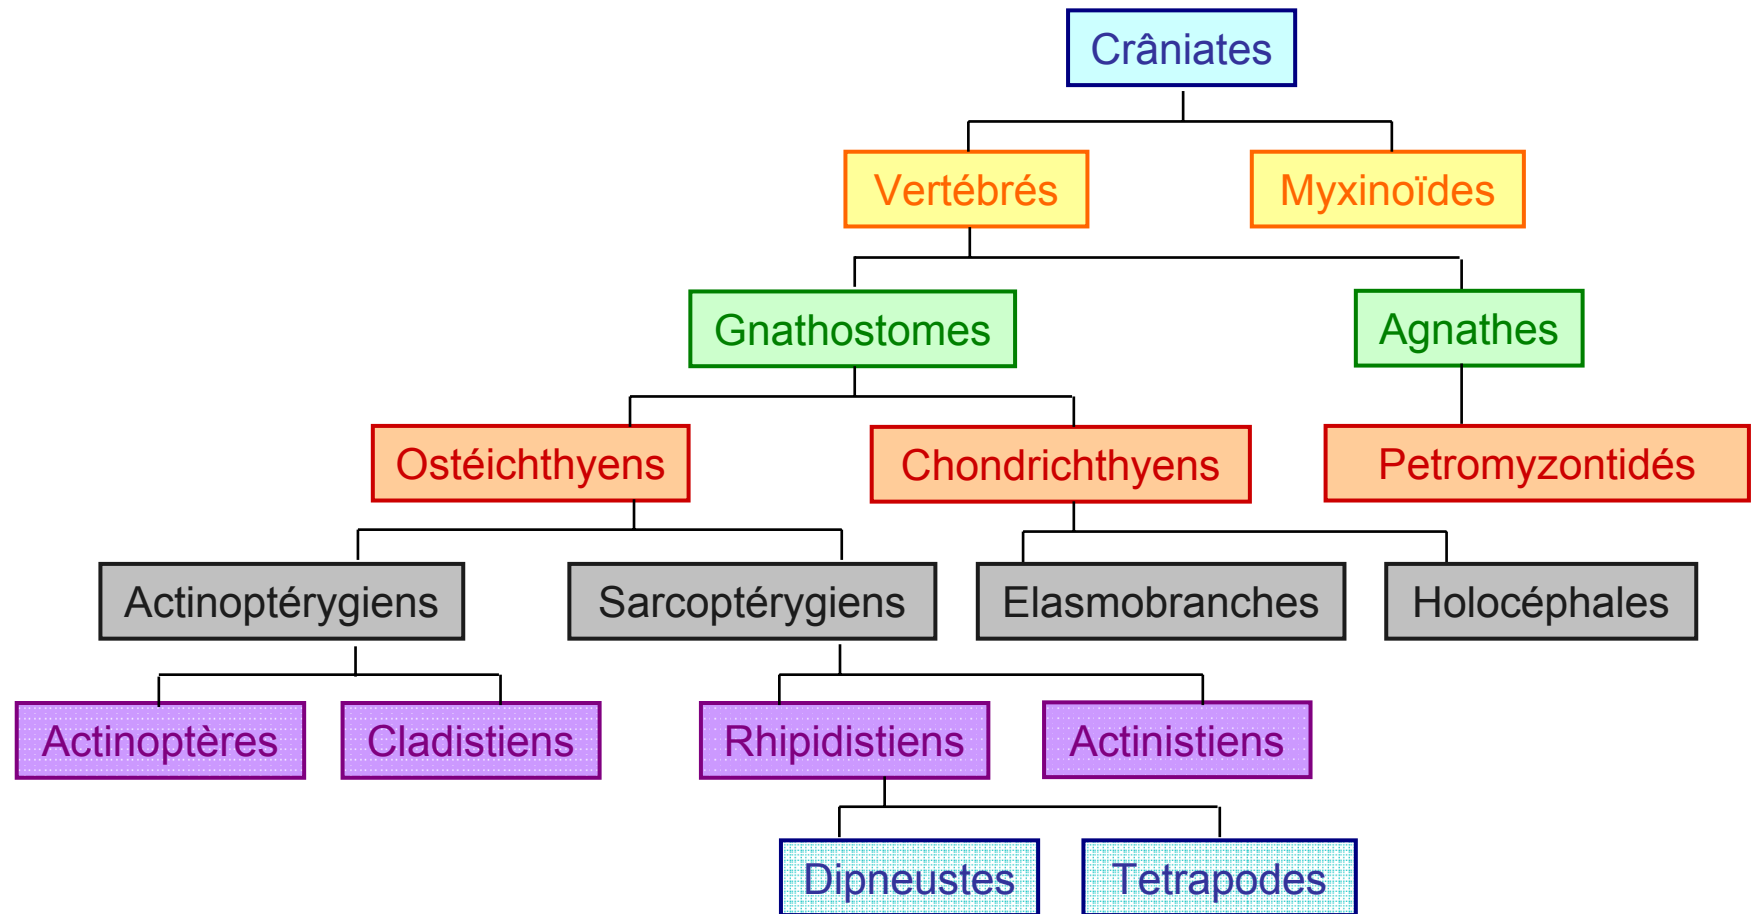 Crâniates
Vertébrés
Myxinoïdes
Gnathostomes
Agnathes
Ostéichthyens
Chondrichthyens
Petromyzontidés
Actinoptérygiens
Sarcoptérygiens
Elasmobranches
Holocéphales
Actinoptères
Cladistiens
Rhipidistiens
Actinistiens
Dipneustes
Tetrapodes